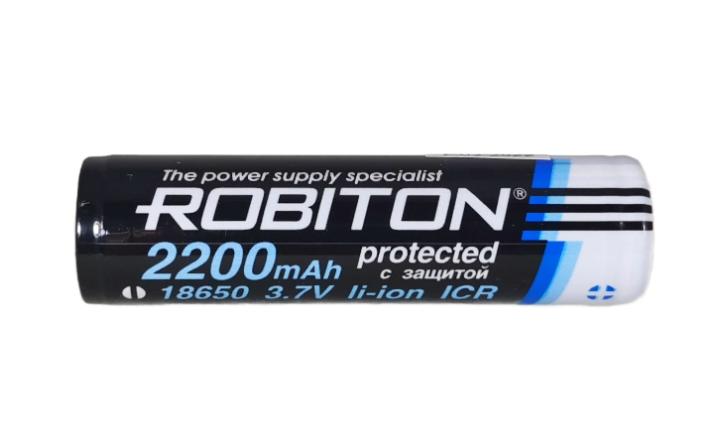 The power supply specialist
ROBITON®
2200mAh
protected
с защитой
18650 3.7V li-ion ICR